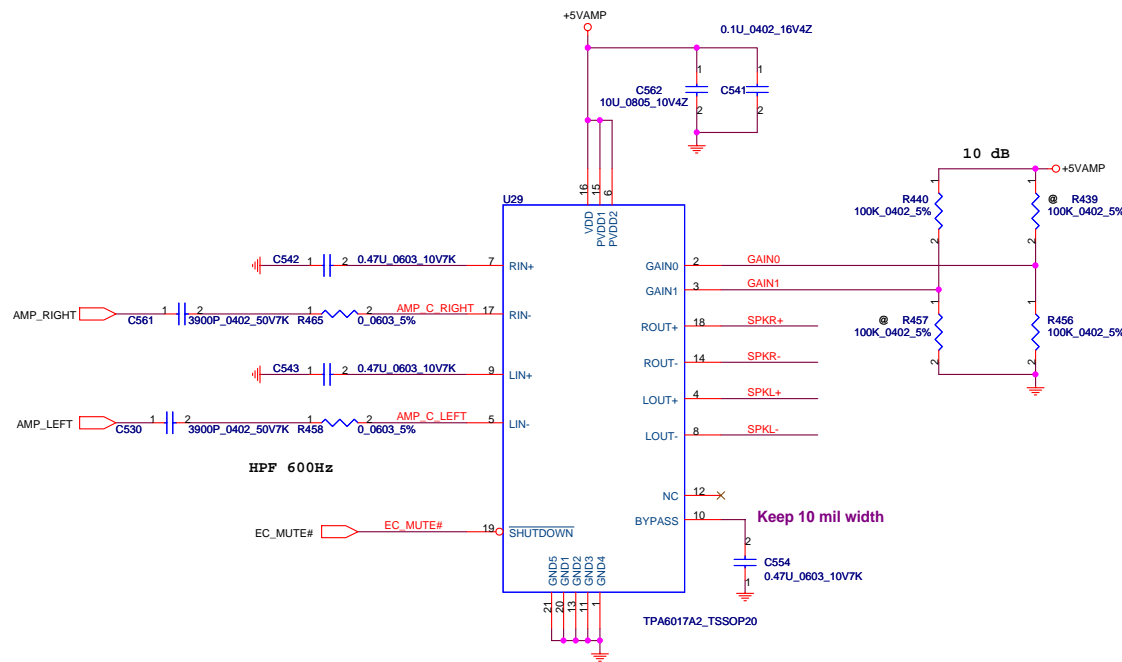 +5VAMP
0.1U_0402_16V4Z
1
1
C562
C541
10U_0805_10V4Z
2
2
10 dB
+5VAMP
1
1
R440
@ R439
100K_0402_5%
100K_0402_5%
2
2
16
15
6
U29
VDD
PVDD1
PVDD2
C542 1 2 0.47U_0603_10V7K
7 RIN+
GAIN0 2 GAIN0
GAIN1 3 GAIN1
AMP_RIGHT
1 2 1 2 AMP_C_RIGHT 17 RIN-
C561 3900P_0402_50V7K R465 0_0603_5%
ROUT+ 18 SPKR+
1
1
@ R457
R456
100K_0402_5%
100K_0402_5%
2
2
ROUT- 14 SPKR-
C543 1 2 0.47U_0603_10V7K
9 LIN+
LOUT+ 4 SPKL+
AMP_LEFT
1 2 1 2 AMP_C_LEFT 5 LIN-
C530 3900P_0402_50V7K R458 0_0603_5%
LOUT- 8 SPKL-
HPF 600Hz
NC 12
BYPASS 10
Keep 10 mil width
EC_MUTE# EC_MUTE# 19 SHUTDOWN
2
C554
0.47U_0603_10V7K
1
GND5
GND1
GND2
GND3
GND4
21
20
13
11
1
TPA6017A2_TSSOP20